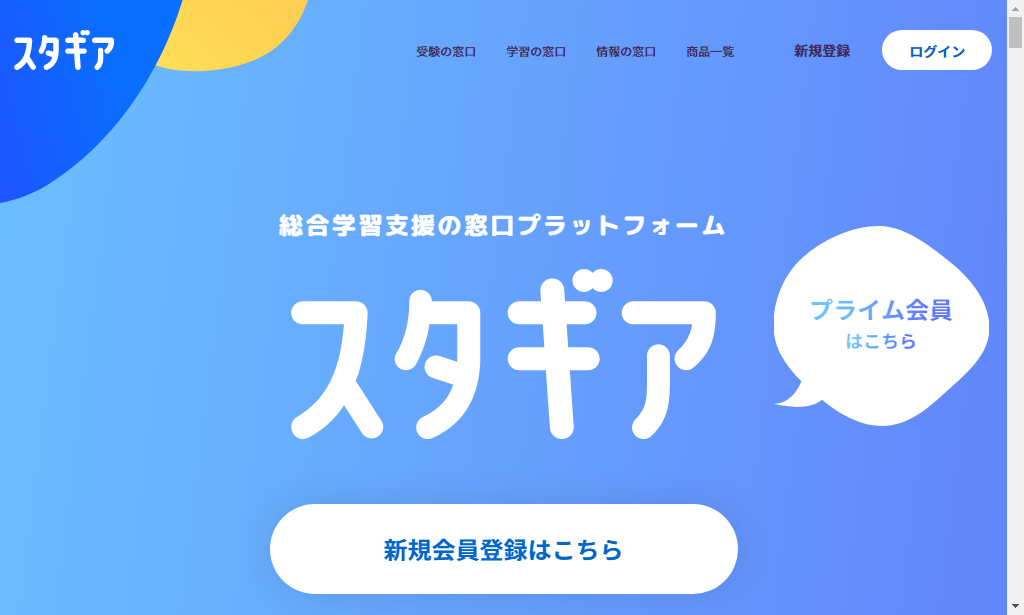 スタギア
受験の窓口
学習の窓口
情報の窓口
商品一覧
新規登録
ログイン
総合学習支援の窓口プラットフォーム
スタギア
プライム会員
はこちら
新規会員登録はこちら